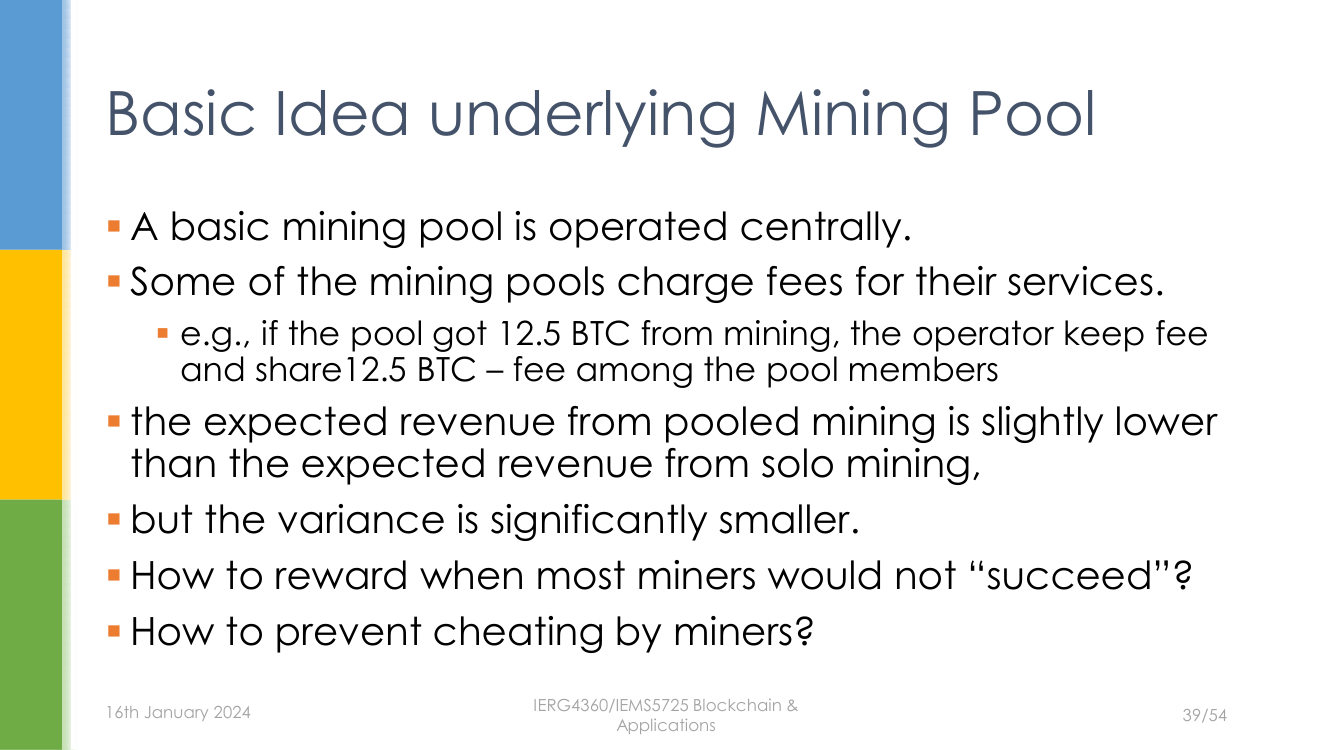 Basic Idea underlying Mining Pool
A basic mining pool is operated centrally.
Some of the mining pools charge fees for their services.
e.g., if the pool got 12.5 BTC from mining, the operator keep fee
and share12.5 BTC – fee among the pool members
the expected revenue from pooled mining is slightly lower
than the expected revenue from solo mining,
but the variance is significantly smaller.
How to reward when most miners would not “succeed”?
How to prevent cheating by miners?
16th January 2024
IERG4360/IEMS5725 Blockchain &
Applications
39/54